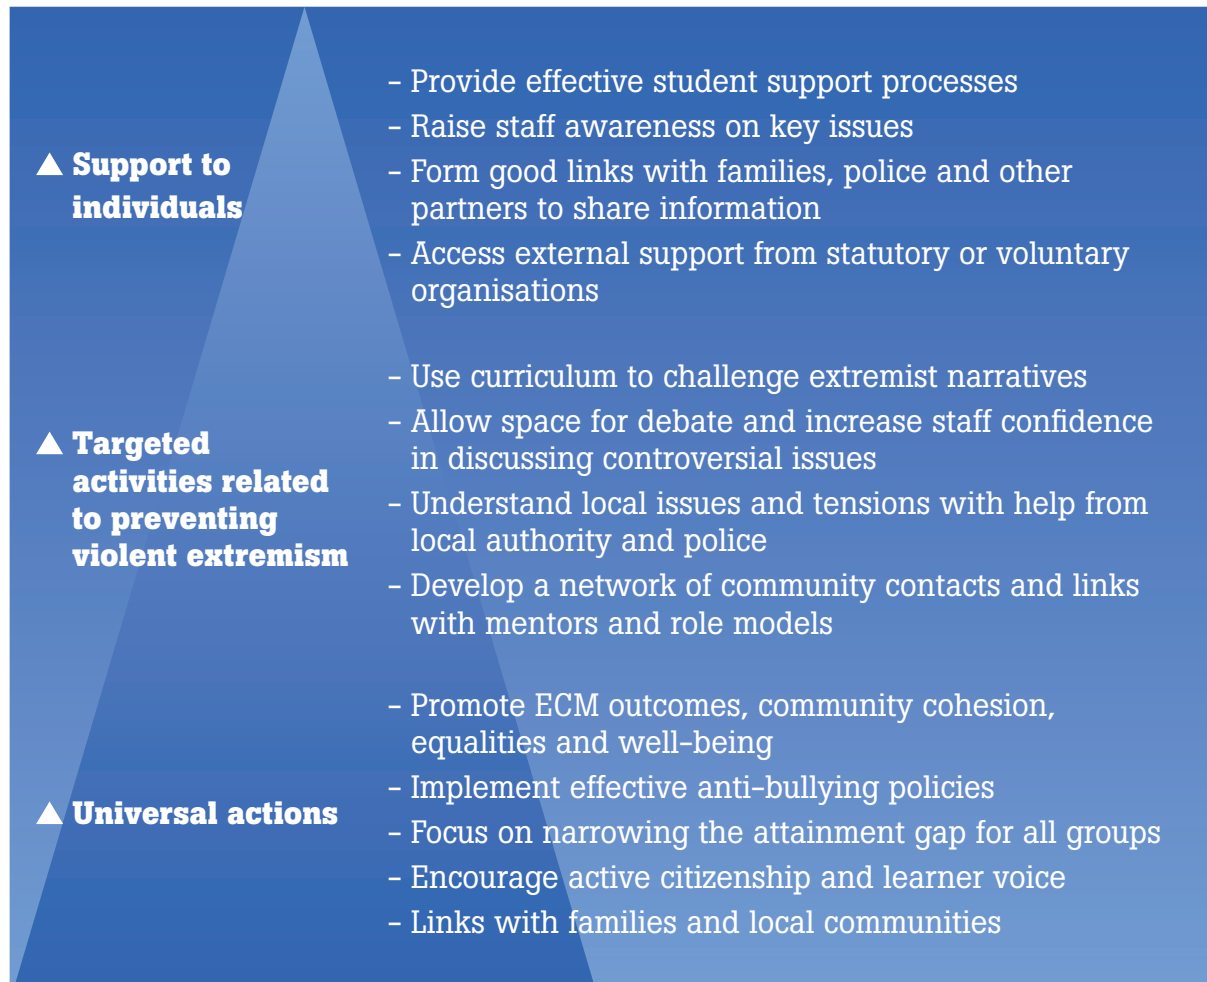 ▲ Support to
individuals
– Provide effective student support processes
– Raise staff awareness on key issues
– Form good links with families, police and other
partners to share information
– Access external support from statutory or voluntary
organisations
▲ Targeted
activities related
to preventing
violent extremism
– Use curriculum to challenge extremist narratives
– Allow space for debate and increase staff confidence
in discussing controversial issues
– Understand local issues and tensions with help from
local authority and police
– Develop a network of community contacts and links
with mentors and role models
▲ Universal actions
– Promote ECM outcomes, community cohesion,
equalities and well-being
– Implement effective anti-bullying policies
– Focus on narrowing the attainment gap for all groups
– Encourage active citizenship and learner voice
– Links with families and local communities